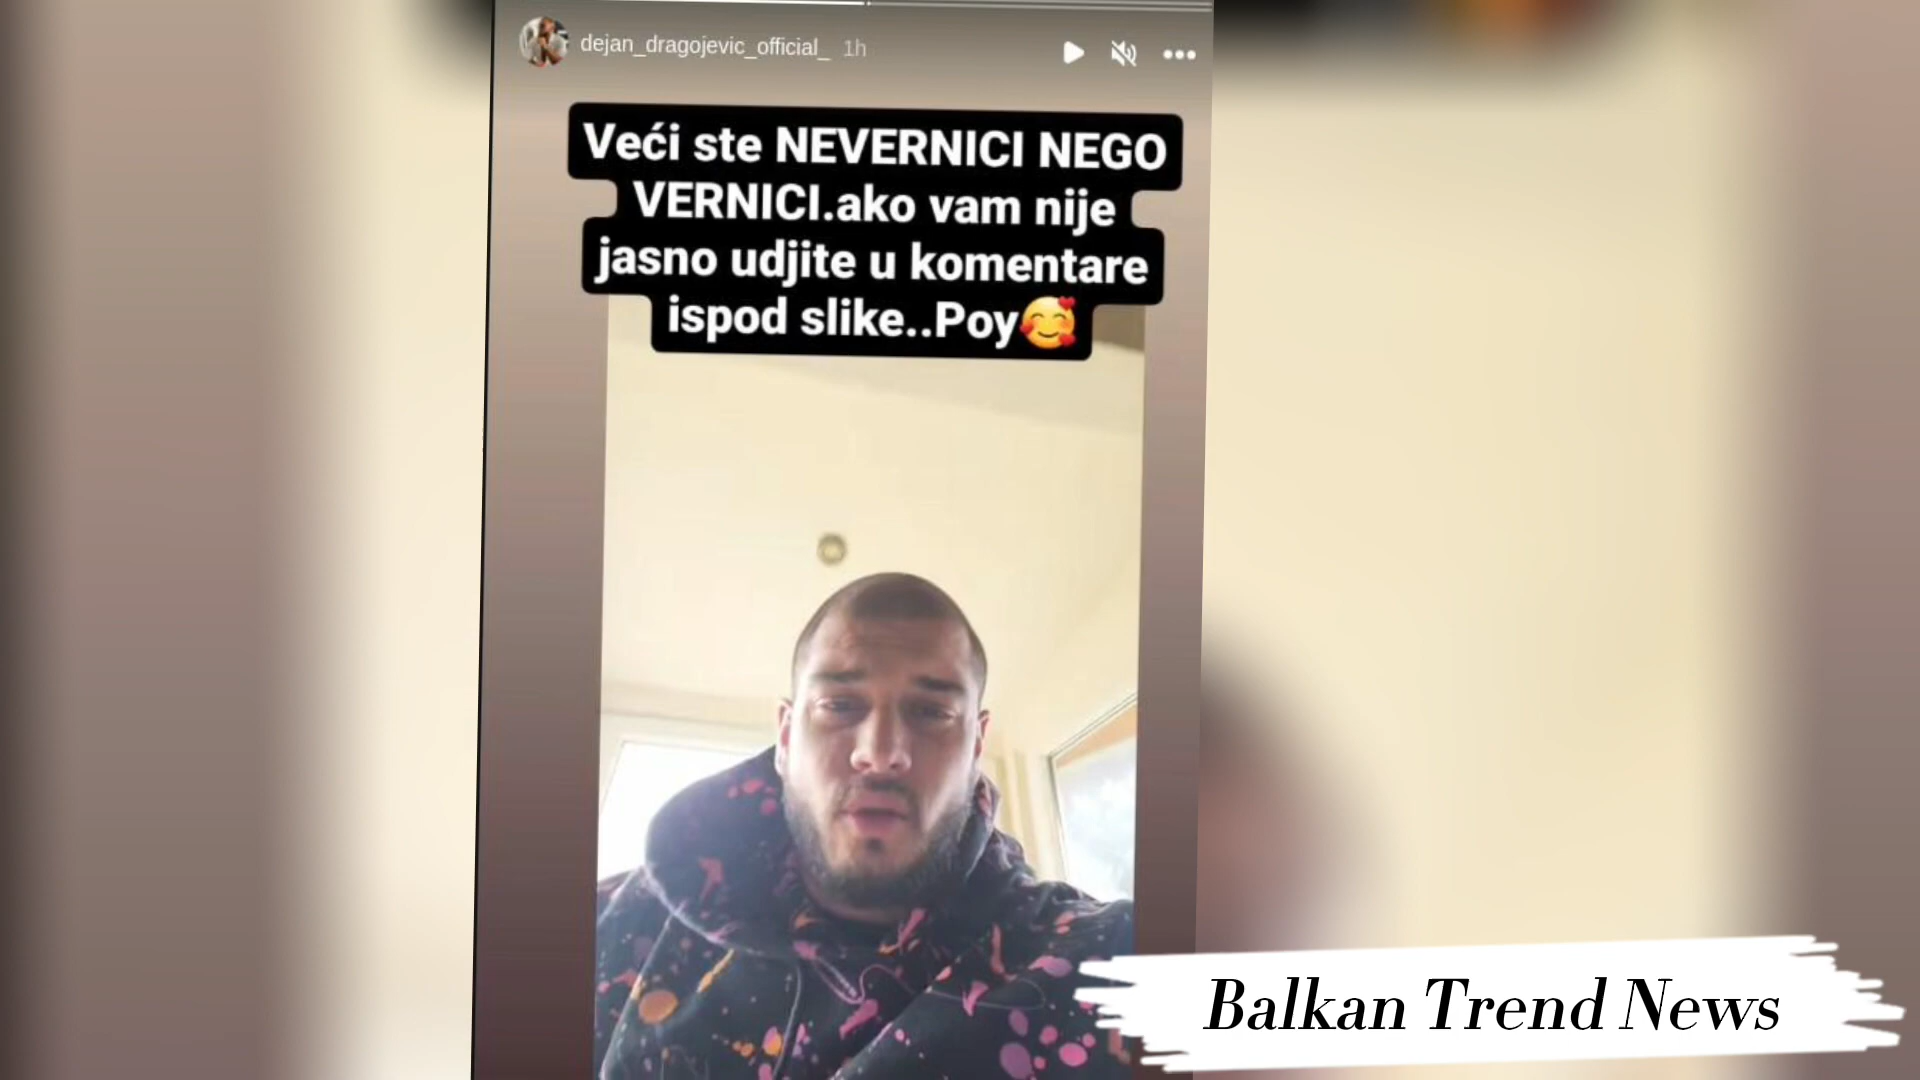 dejan_dragojevic_official_ 1h
Veći ste NEVERNICI NEGO
VERNICI.ako vam nije
jasno udjite u komentare
ispod slike..Poy🥰
Balkan Trend News